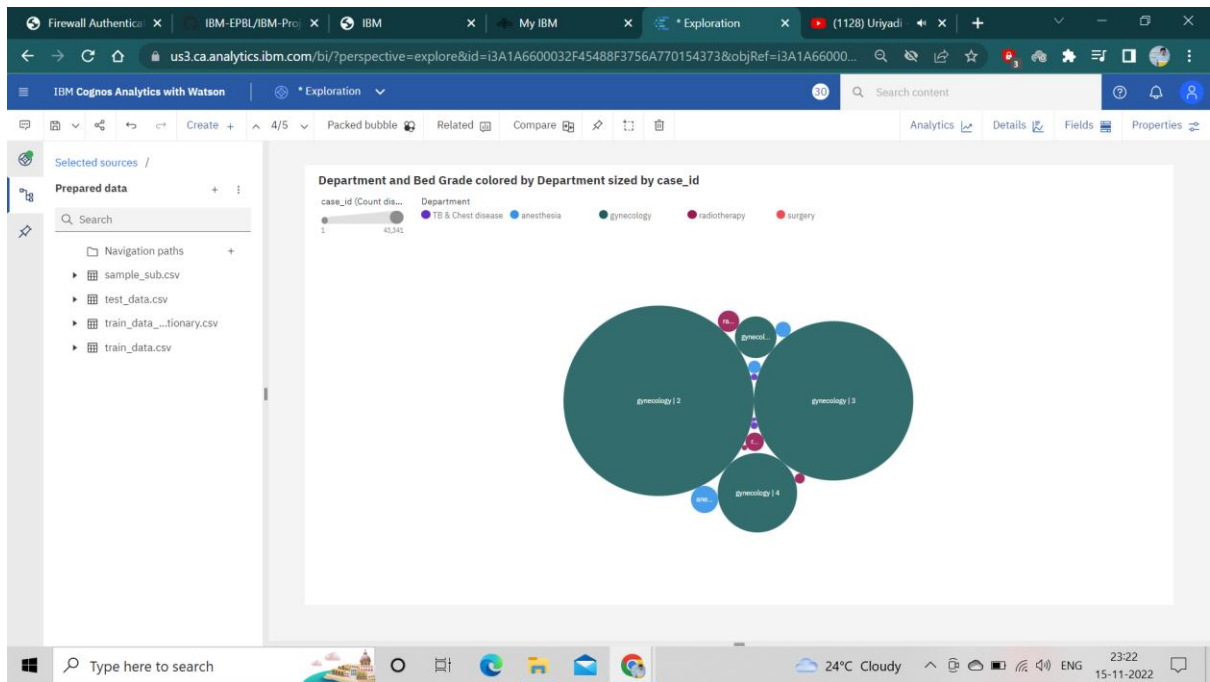 Firewall Authentica
IBM-EPBL/IBM-Proj
IBM
My IBM
* Exploration
(1128) Uriyadi
us3.ca.analytics.ibm.com/bi/?perspective=explore&id=i3A1A6600032F45488F3756A770154373&objRef=i3A1A66000...
3
IBM Cognos Analytics with Watson
* Exploration
30
Search content
Create +
4/5
Packed bubble
Related
Compare
Analytics
Details
Fields
Properties
Selected sources /
Prepared data
Search
Navigation paths
sample_sub.csv
test_data.csv
train_data_...tionary.csv
train_data.csv
Department and Bed Grade colored by Department sized by case_id
case_id (Count dis...
1 43,341
Department
TB & Chest disease anesthesia gynecology radiotherapy surgery
ra...
gynecol...
gynecology | 2
gynecology | 3
r...
gynecology | 4
ane...
Type here to search
24°C Cloudy
ENG
23:22
15-11-2022